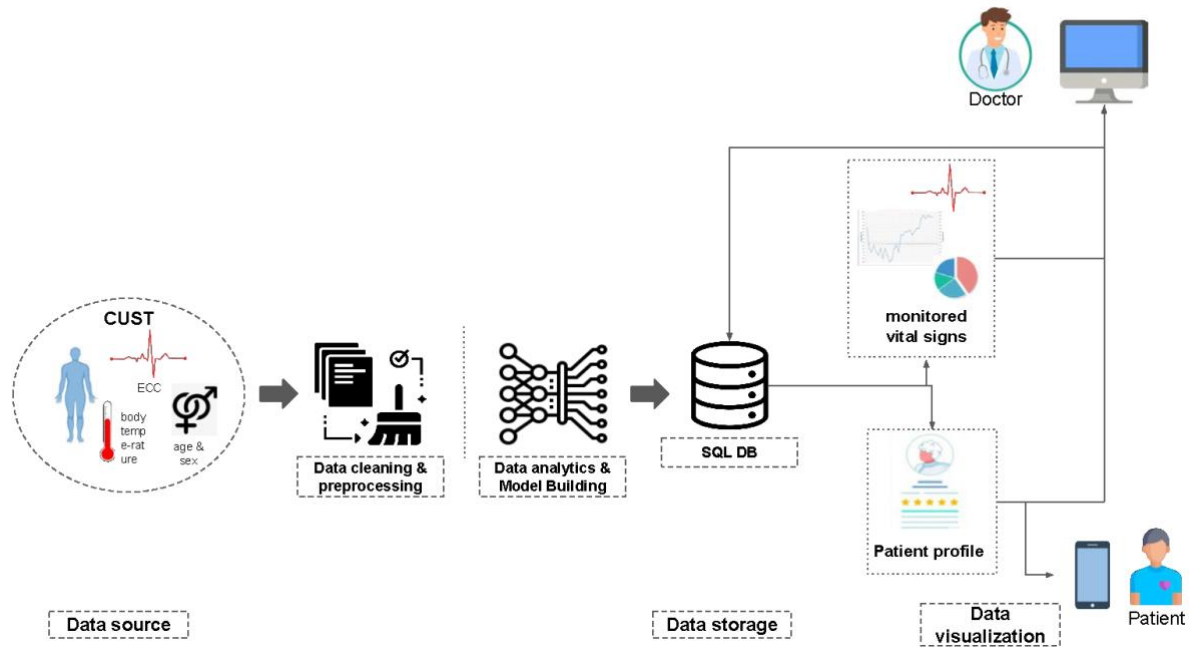 Doctor
CUST
ECC
body
temp
e-rat
ure
age &
sex
Data cleaning &
preprocessing
Data analytics &
Model Building
SQL DB
monitored
vital signs
Patient profile
Patient
Data source
Data storage
Data
visualization